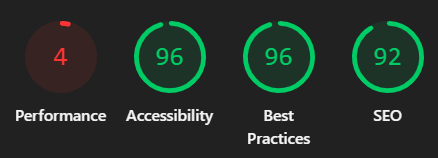 4
96
96
92
Performance
Accessibility
Best
Practices
SEO